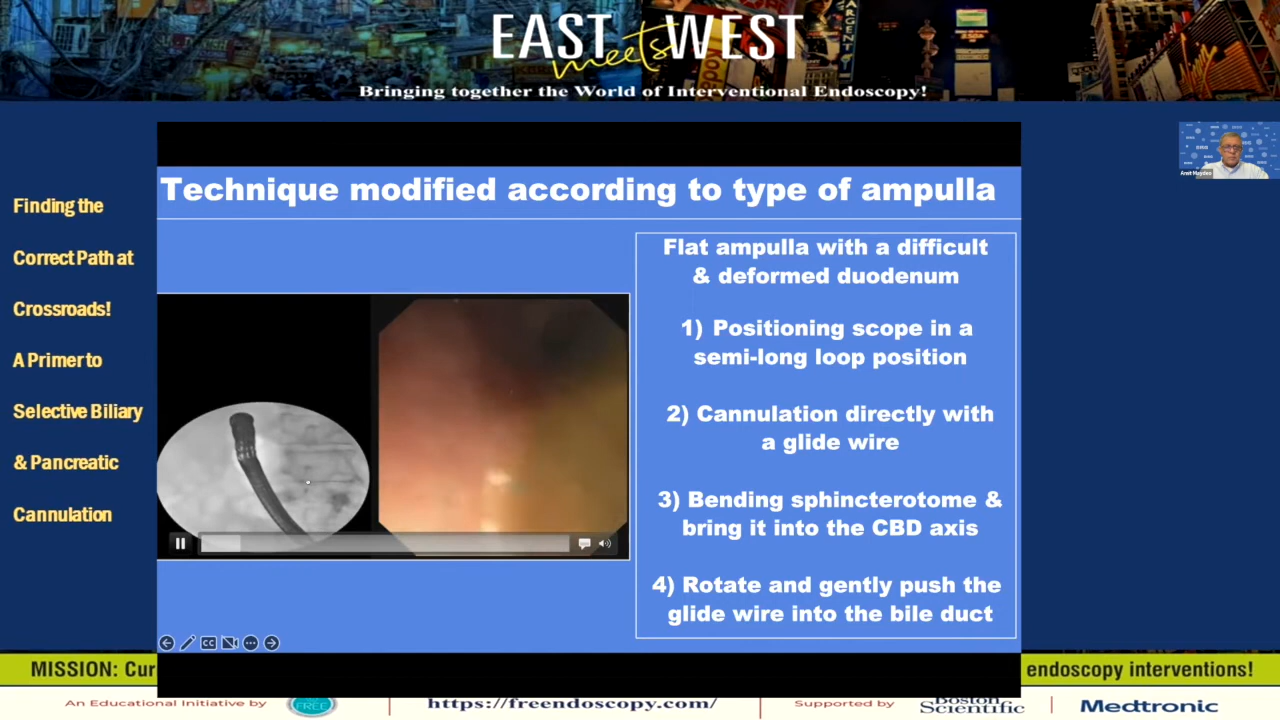 EAST meets WEST
Bringing together the World of Interventional Endoscopy!
Finding the
Correct Path at
Crossroads!
A Primer to
Selective Biliary
& Pancreatic
Cannulation
Technique modified according to type of ampulla
Flat ampulla with a difficult
& deformed duodenum
1) Positioning scope in a
semi-long loop position
2) Cannulation directly with
a glide wire
3) Bending sphincterotome &
bring it into the CBD axis
4) Rotate and gently push the
glide wire into the bile duct
CC
Amit Maydeo
MISSION: Cur
endoscopy interventions!
An Educational Initiative by
FREE
https://freendoscopy.com/
Supported by
Boston
Scientific
Medtronic